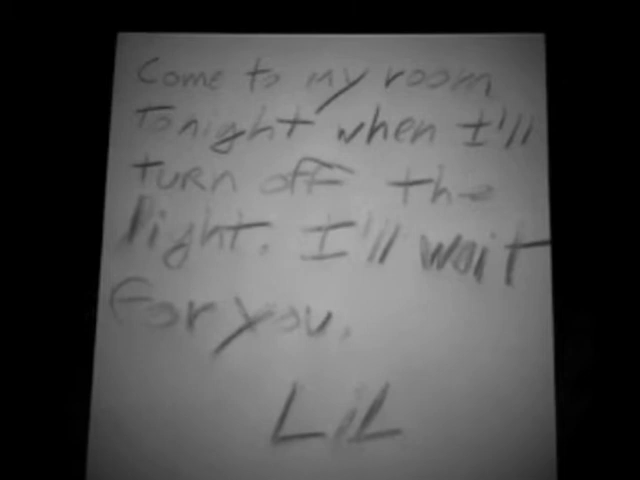 Come to my room
Tonight when I'll
turn off the
light. I'll wait
for you.
LiL